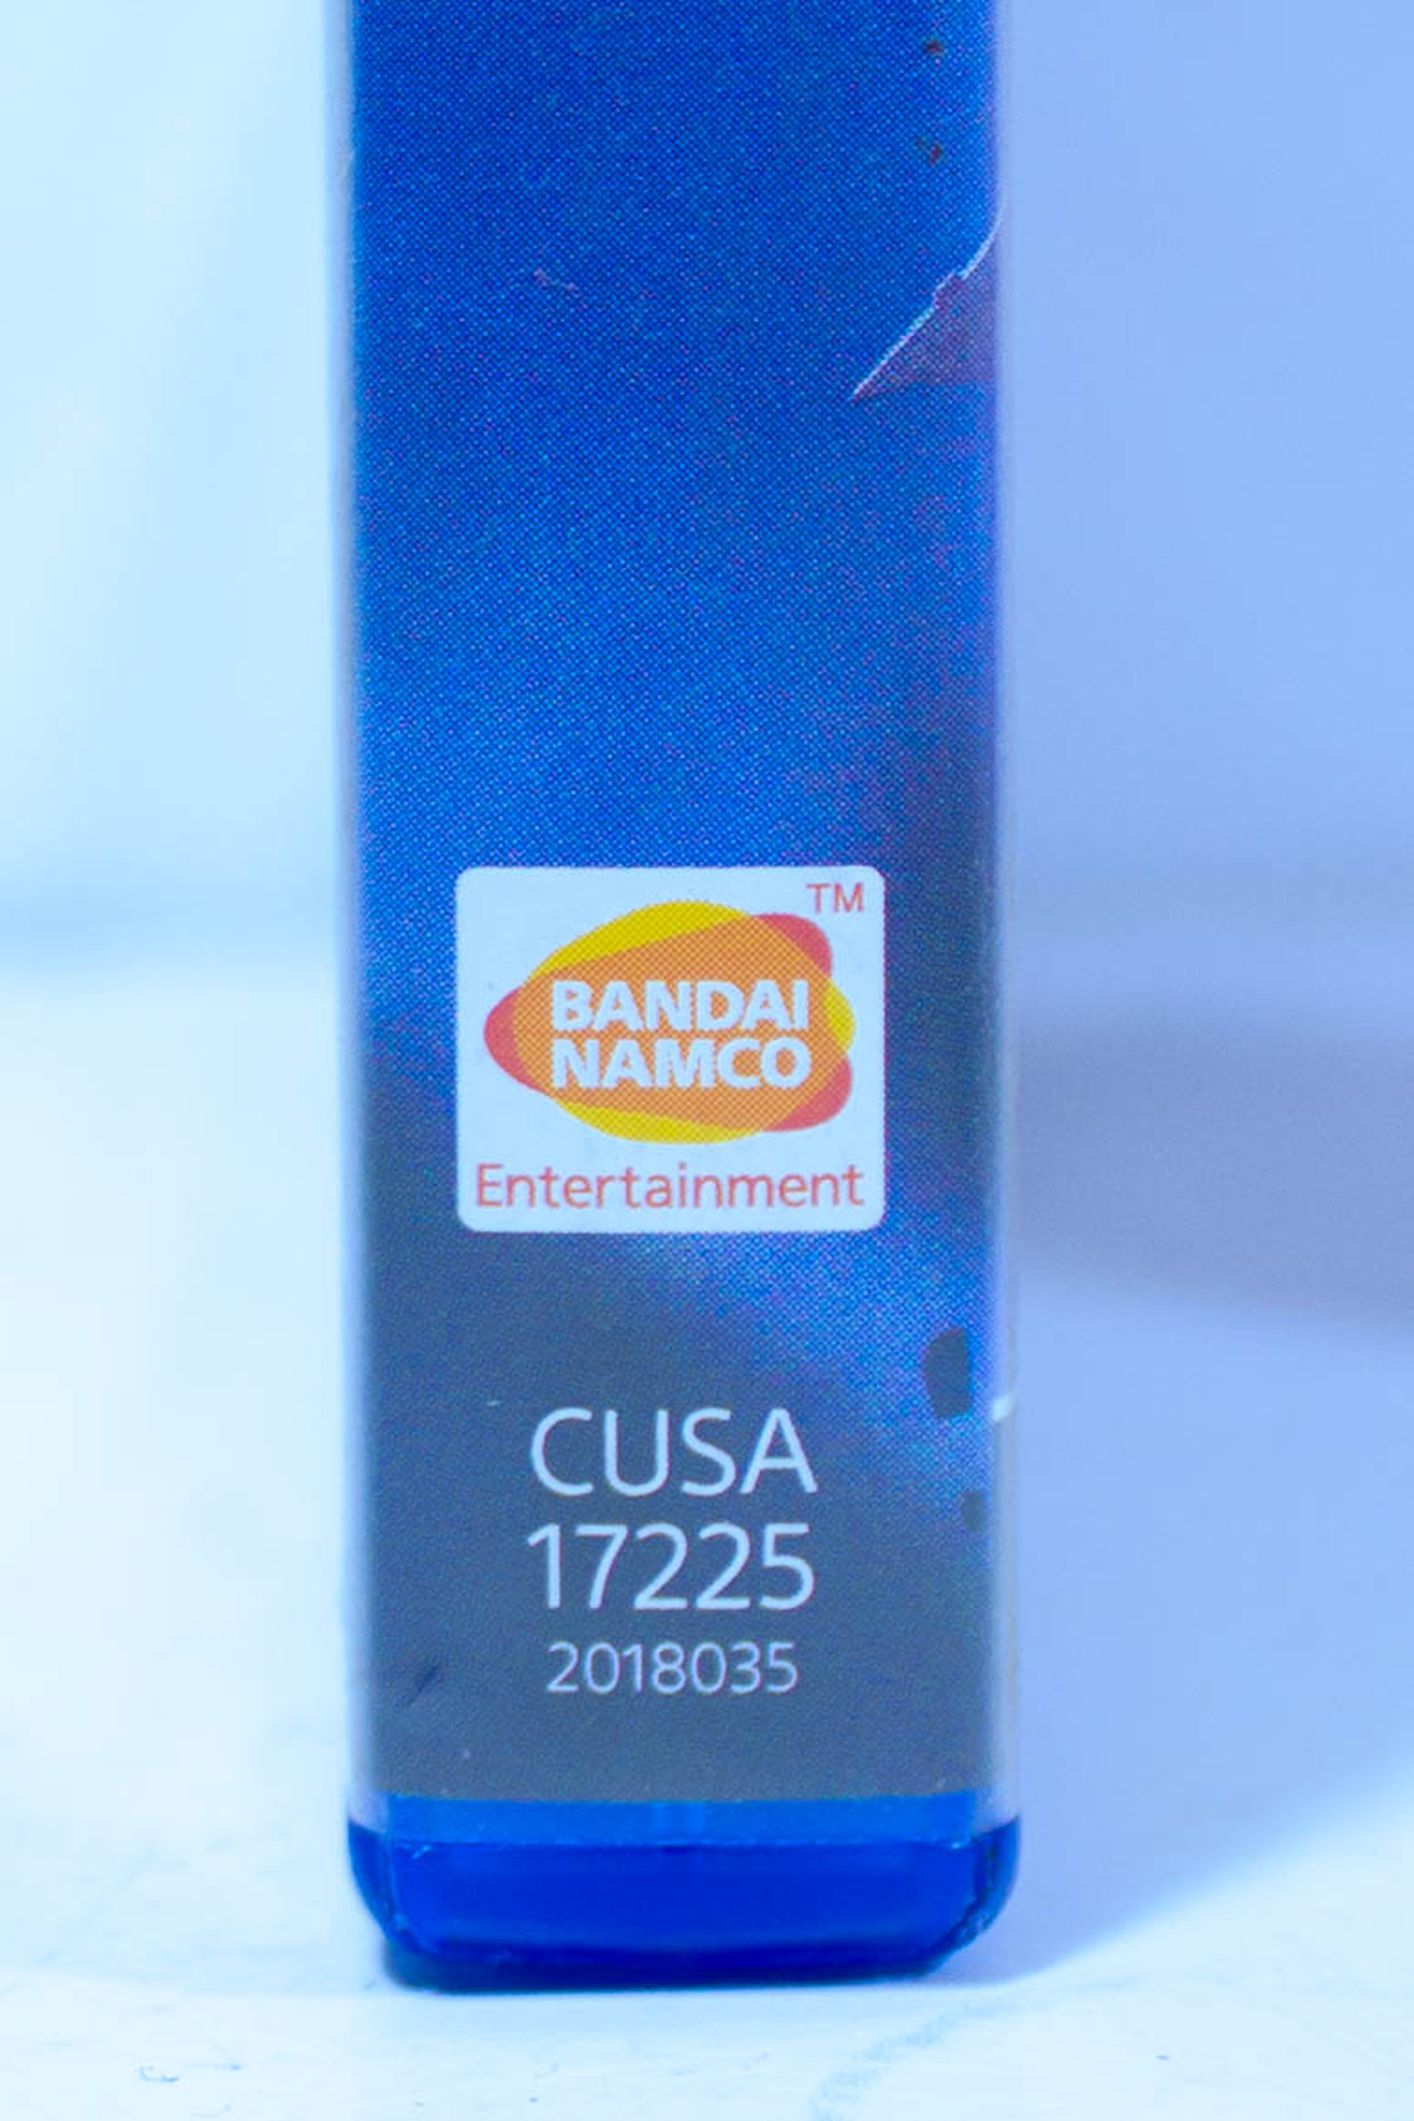 TM
BANDAI
NAMCO
Entertainment
CUSA
17225
2018035